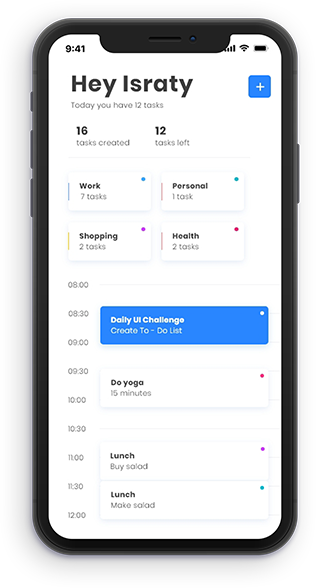 9:41
Hey Israty
Today you have 12 tasks
+
16 12
tasks created tasks left
Work Personal
7 tasks 1 task
Shopping Health
2 tasks 2 tasks
08:00
08:30
Daily UI Challenge
Create To - Do List
09:00
09:30
Do yoga
15 minutes
10:00
10:30
Lunch
11:00
Buy salad
11:30
Lunch
Make salad
12:00